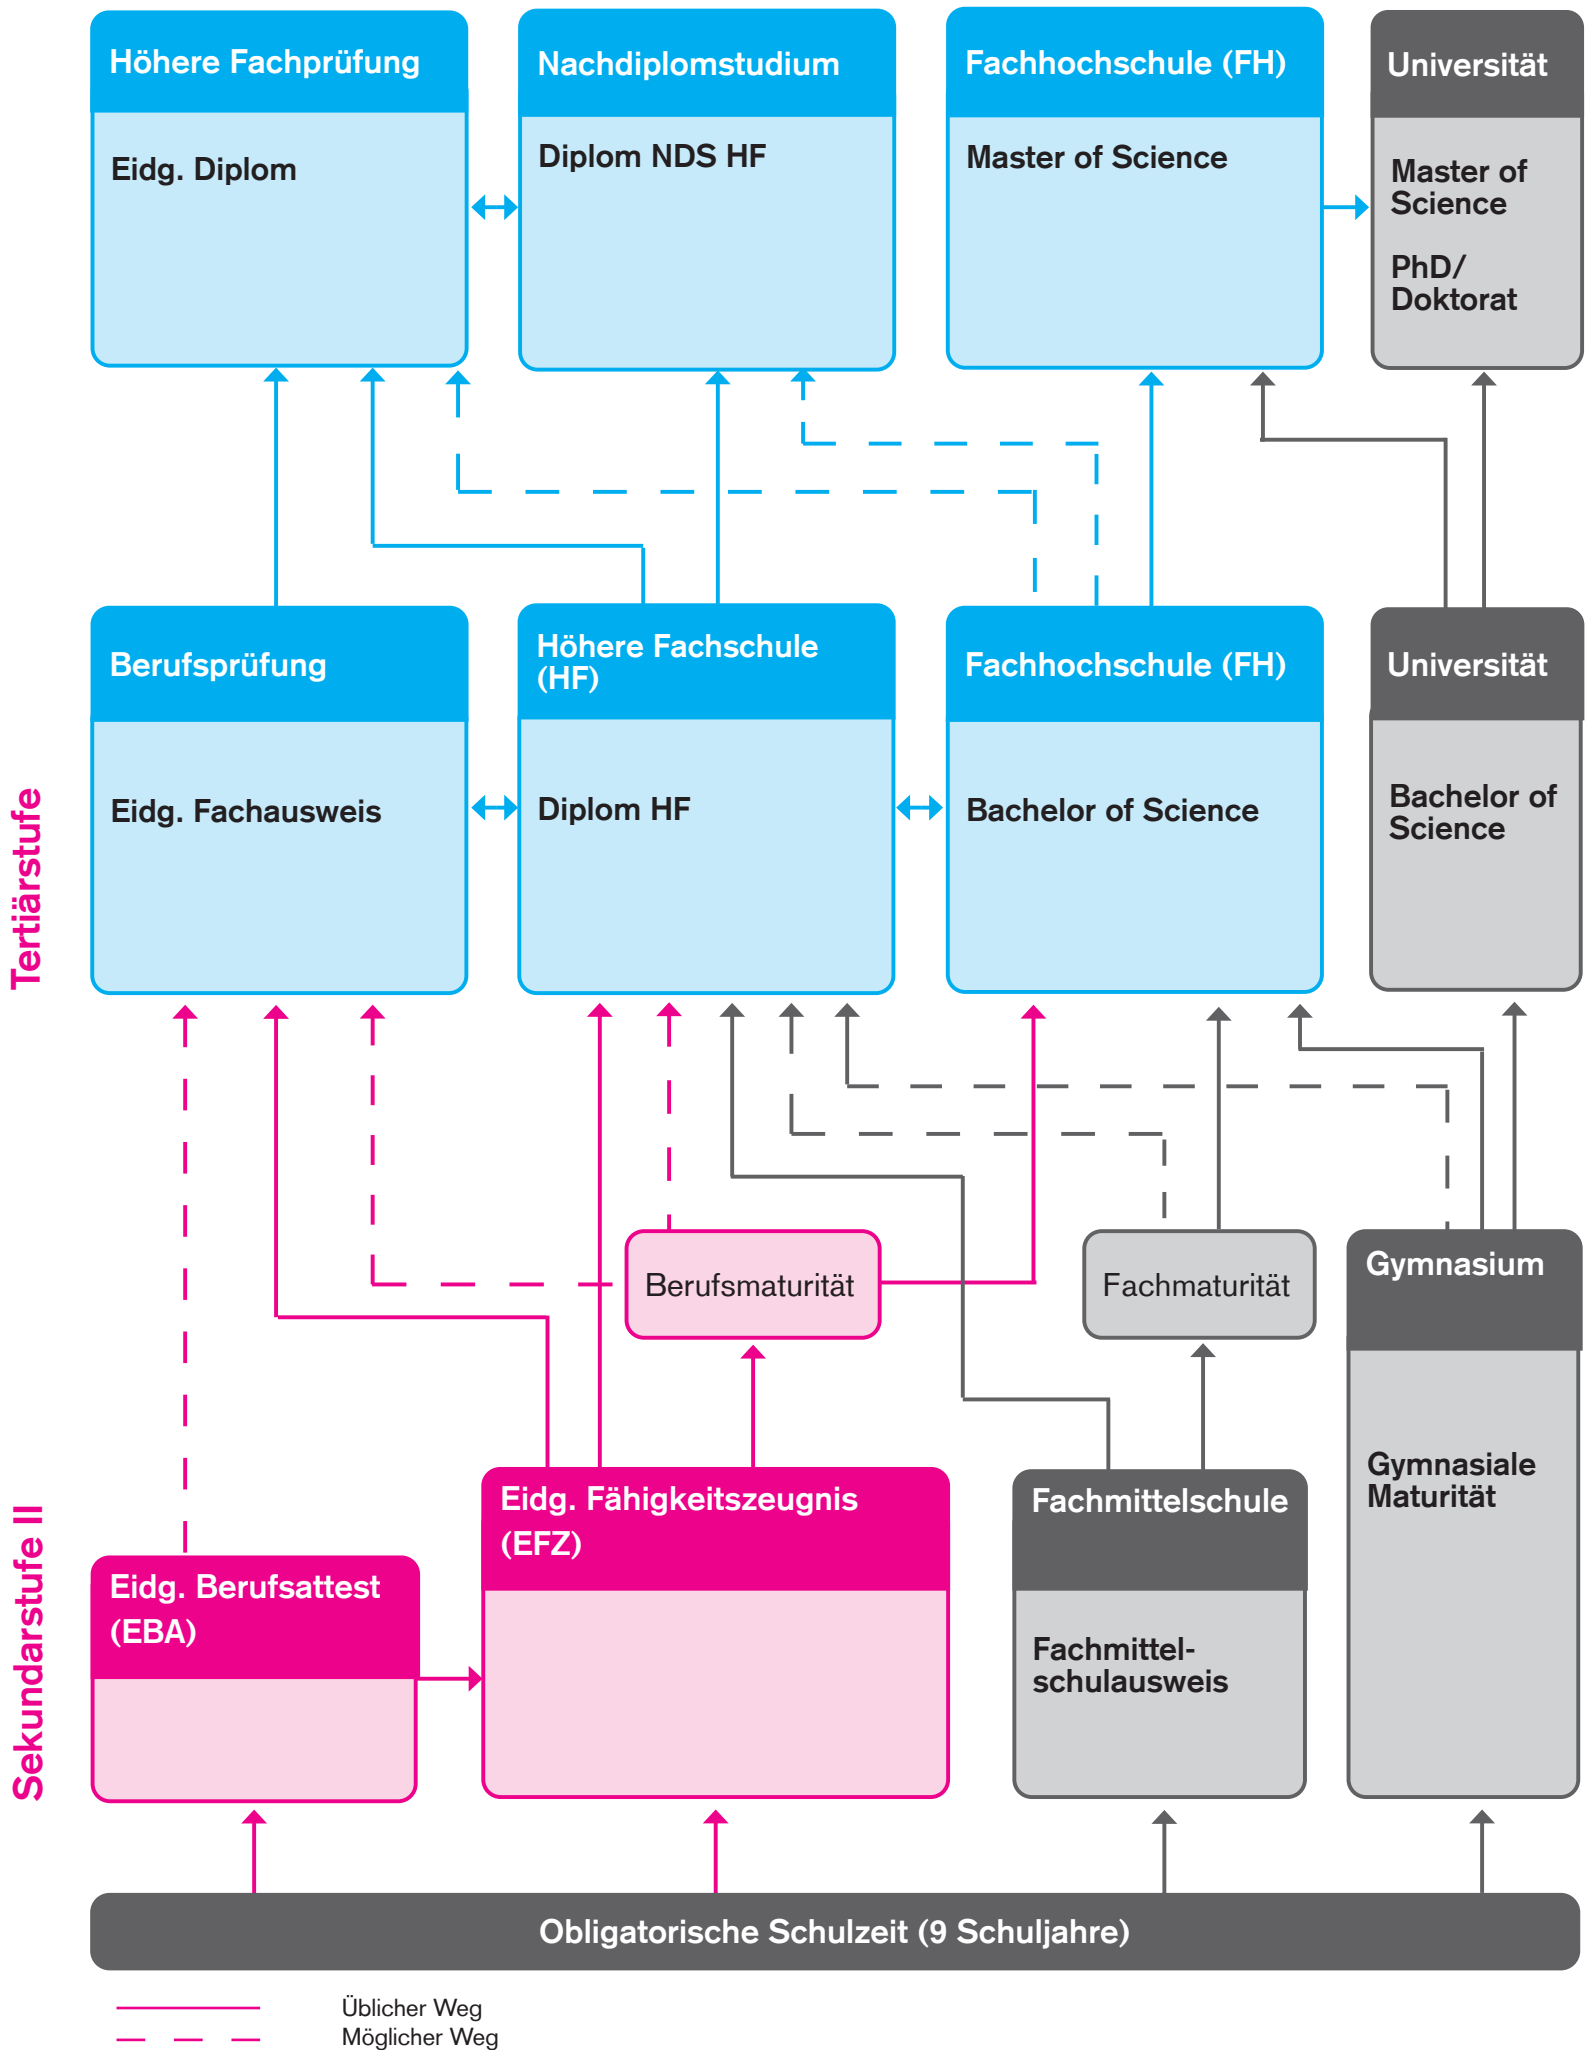 Höhere Fachprüfung
Eidg. Diplom
Nachdiplomstudium
Diplom NDS HF
Fachhochschule (FH)
Master of Science
Universität
Master of
Science
PhD/
Doktorat
Tertiärstufe
Berufsprüfung
Eidg. Fachausweis
Höhere Fachschule
(HF)
Diplom HF
Fachhochschule (FH)
Bachelor of Science
Universität
Bachelor of
Science
Sekundarstufe II
Berufsmaturität
Fachmaturität
Gymnasium
Gymnasiale
Maturität
Eidg. Berufsattest
(EBA)
Eidg. Fähigkeitszeugnis
(EFZ)
Fachmittelschule
Fachmittel-
schulausweis
Obligatorische Schulzeit (9 Schuljahre)
Üblicher Weg
Möglicher Weg